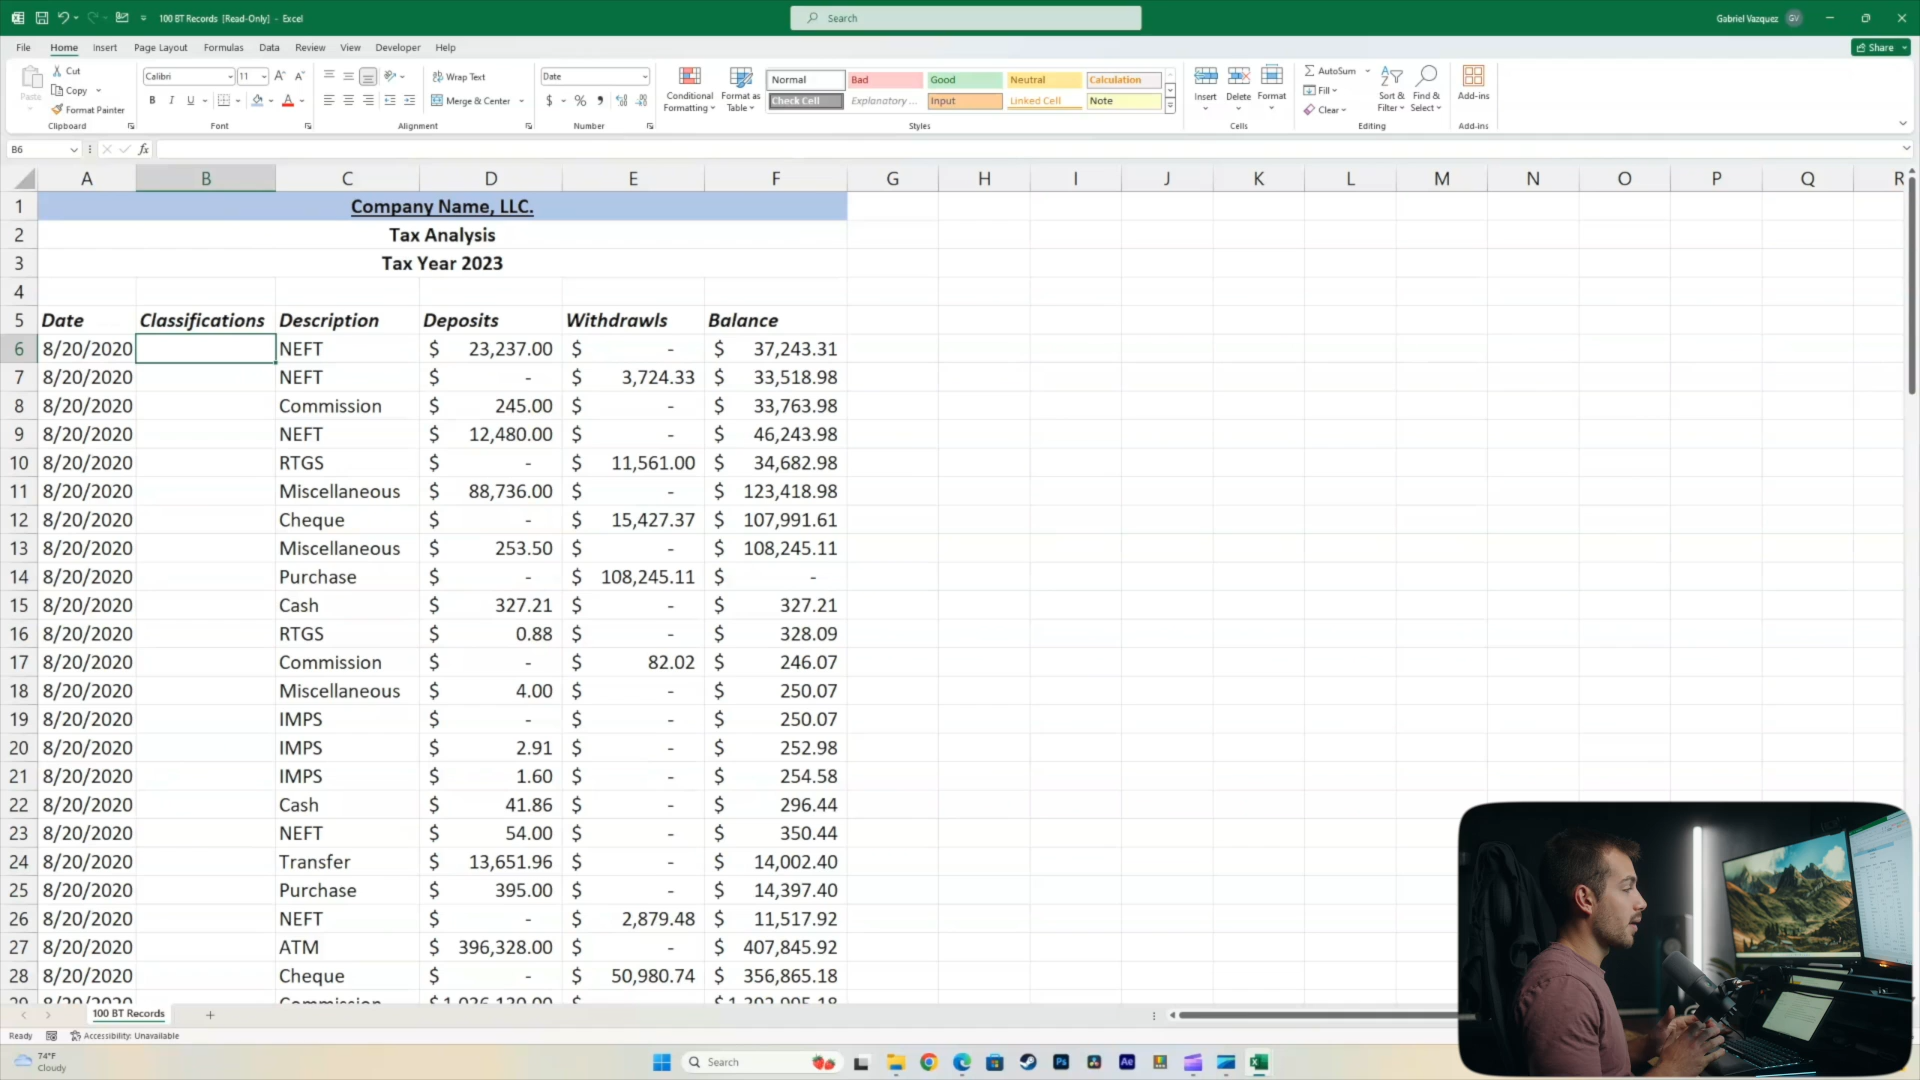 100 BT Records [Read-Only] - Excel
Search
Gabriel Vazquez GV
File Home Insert Page Layout Formulas Data Review View Developer Help
Share
Paste
Cut
Copy
Format Painter
Clipboard
Calibri 11
B I U
Font
Wrap Text
Merge & Center
Alignment
Date
$ % ,
Number
Conditional Formatting
Format as Table
Normal Bad Good Neutral Calculation
Check Cell Explanatory ... Input Linked Cell Note
Styles
Insert Delete Format
Cells
AutoSum
Fill
Clear
Sort & Filter
Find & Select
Editing
Add-ins
Add-ins
B6 fx
A B C D E F G H I J K L M N O P Q R
1 Company Name, LLC.
2 Tax Analysis
3 Tax Year 2023
4
5 Date Classifications Description Deposits Withdrawls Balance
6 8/20/2020 NEFT $ 23,237.00 $ - $ 37,243.31
7 8/20/2020 NEFT $ - $ 3,724.33 $ 33,518.98
8 8/20/2020 Commission $ 245.00 $ - $ 33,763.98
9 8/20/2020 NEFT $ 12,480.00 $ - $ 46,243.98
10 8/20/2020 RTGS $ - $ 11,561.00 $ 34,682.98
11 8/20/2020 Miscellaneous $ 88,736.00 $ - $ 123,418.98
12 8/20/2020 Cheque $ - $ 15,427.37 $ 107,991.61
13 8/20/2020 Miscellaneous $ 253.50 $ - $ 108,245.11
14 8/20/2020 Purchase $ - $ 108,245.11 $ -
15 8/20/2020 Cash $ 327.21 $ - $ 327.21
16 8/20/2020 RTGS $ 0.88 $ - $ 328.09
17 8/20/2020 Commission $ - $ 82.02 $ 246.07
18 8/20/2020 Miscellaneous $ 4.00 $ - $ 250.07
19 8/20/2020 IMPS $ - $ - $ 250.07
20 8/20/2020 IMPS $ 2.91 $ - $ 252.98
21 8/20/2020 IMPS $ 1.60 $ - $ 254.58
22 8/20/2020 Cash $ 41.86 $ - $ 296.44
23 8/20/2020 NEFT $ 54.00 $ - $ 350.44
24 8/20/2020 Transfer $ 13,651.96 $ - $ 14,002.40
25 8/20/2020 Purchase $ 395.00 $ - $ 14,397.40
26 8/20/2020 NEFT $ - $ 2,879.48 $ 11,517.92
27 8/20/2020 ATM $ 396,328.00 $ - $ 407,845.92
28 8/20/2020 Cheque $ - $ 50,980.74 $ 356,865.18
29 8/20/2020 Commission
100 BT Records
Ready Accessibility: Unavailable
74°F
Cloudy
Search
Ps
Ae